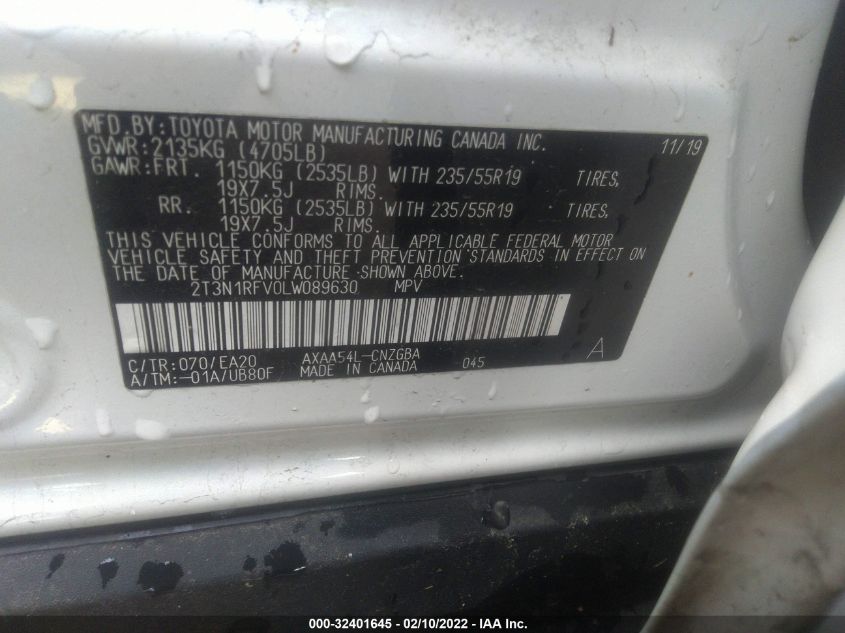 MFD.BY:TOYOTA MOTOR MANUFACTURING CANADA INC. 11/19
GVWR:2135KG (4705LB)
GAWR:FRT. 1150KG (2535LB) WITH 235/55R19 TIRES,
19X7.5J RIMS.
RR. 1150KG (2535LB) WITH 235/55R19 TIRES,
19X7.5J RIMS.
THIS VEHICLE CONFORMS TO ALL APPLICABLE FEDERAL MOTOR
VEHICLE SAFETY AND THEFT PREVENTION STANDARDS IN EFFECT ON
THE DATE OF MANUFACTURE SHOWN ABOVE.
2T3N1RFV0LW089630 MPV
C/TR:070/EA20 AXAA54L-CNZGBA 045 A
A/TM:-01A/UB80F MADE IN CANADA
000-32401645 - 02/10/2022 - IAA Inc.